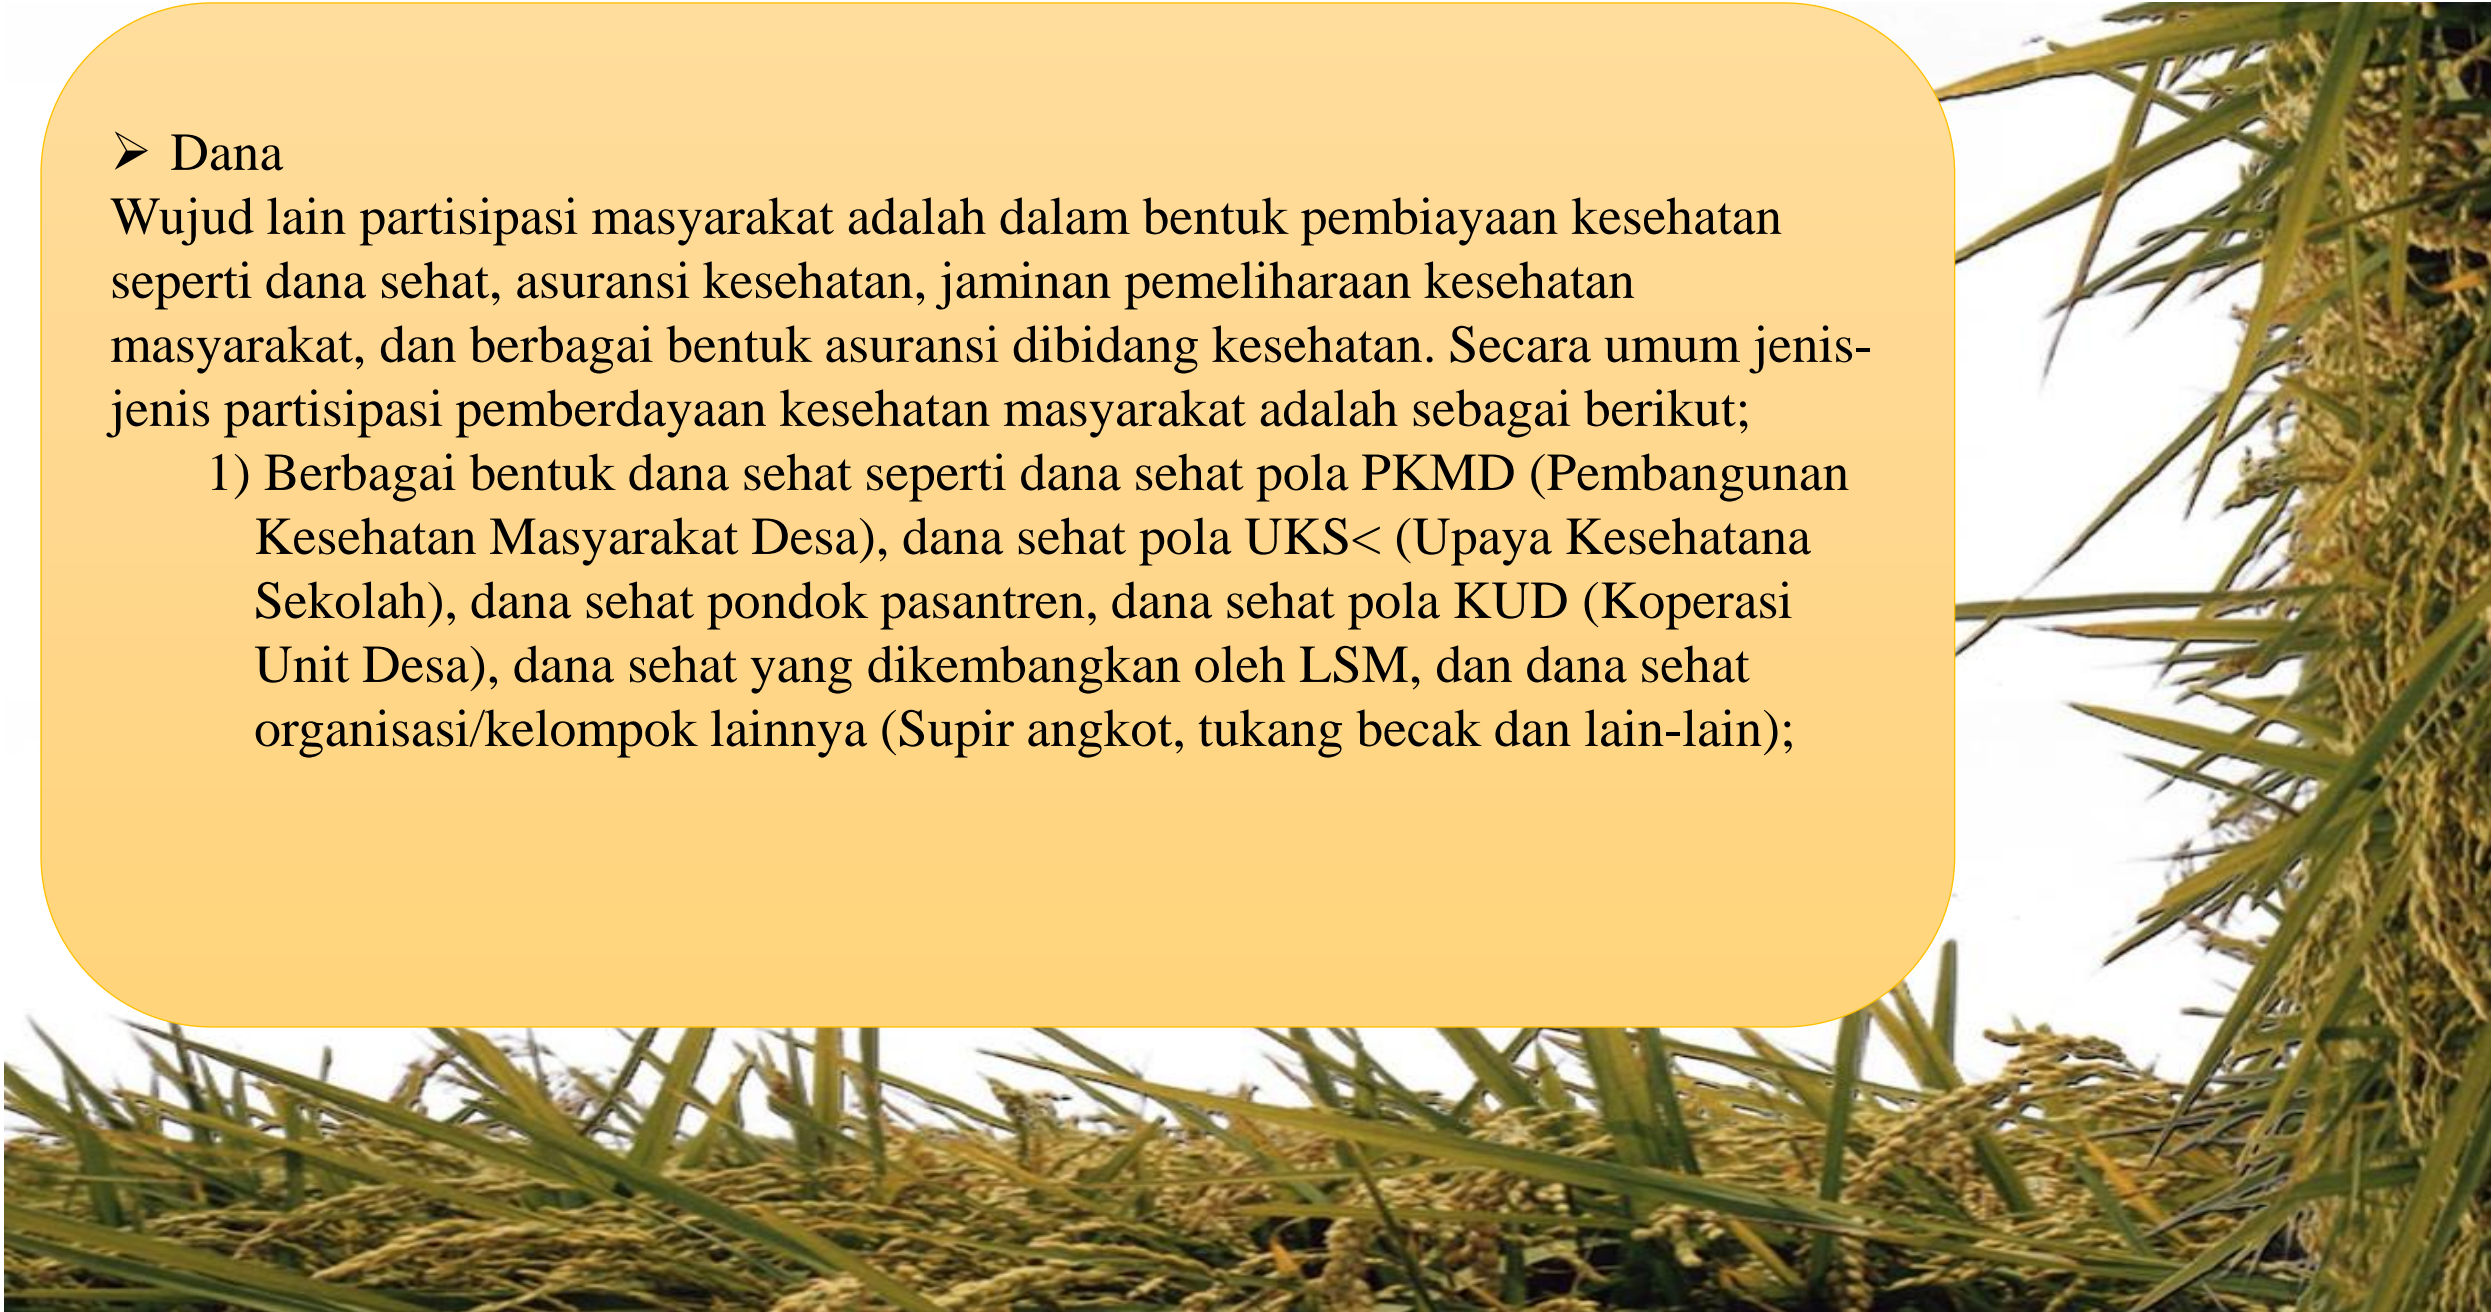 ➢ Dana
Wujud lain partisipasi masyarakat adalah dalam bentuk pembiayaan kesehatan
seperti dana sehat, asuransi kesehatan, jaminan pemeliharaan kesehatan
masyarakat, dan berbagai bentuk asuransi dibidang kesehatan. Secara umum jenis-
jenis partisipasi pemberdayaan kesehatan masyarakat adalah sebagai berikut;
1) Berbagai bentuk dana sehat seperti dana sehat pola PKMD (Pembangunan
Kesehatan Masyarakat Desa), dana sehat pola UKS< (Upaya Kesehatana
Sekolah), dana sehat pondok pasantren, dana sehat pola KUD (Koperasi
Unit Desa), dana sehat yang dikembangkan oleh LSM, dan dana sehat
organisasi/kelompok lainnya (Supir angkot, tukang becak dan lain-lain);